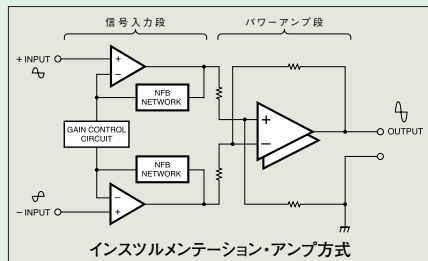 信号入力段
パワーアンプ段
+ INPUT
+
−
NFB
NETWORK
GAIN CONTROL
CIRCUIT
NFB
NETWORK
−
+
− INPUT
+
−
OUTPUT
インスツルメンテーション・アンプ方式